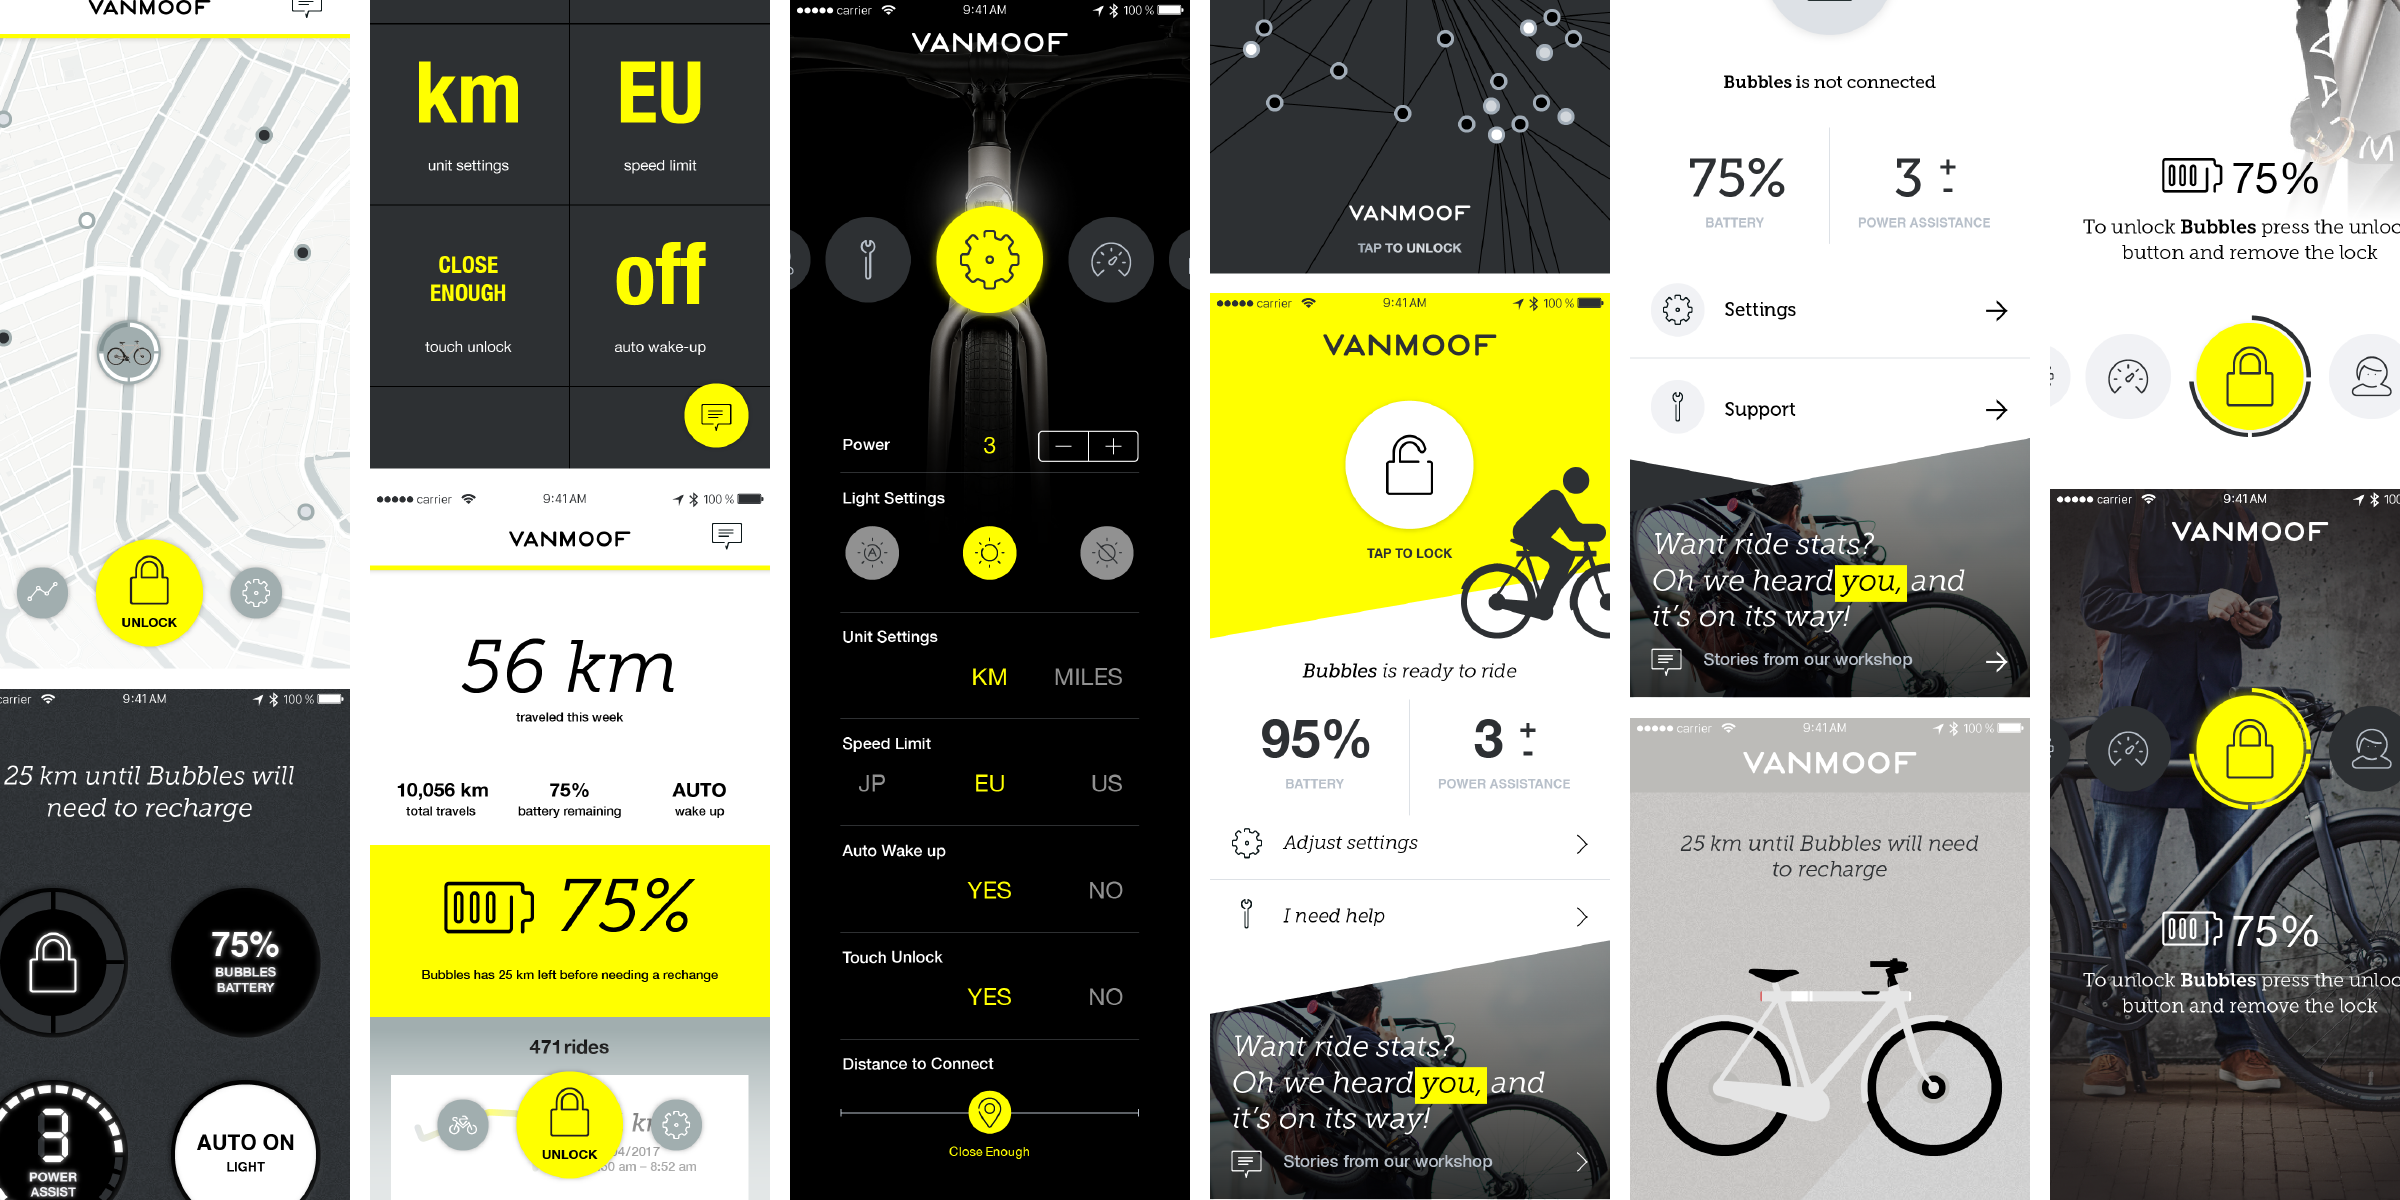 VANMOOF
UNLOCK
carrier 9:41 AM 100 %
25 km until Bubbles will
need to recharge
75%
BUBBLES
BATTERY
3
POWER
ASSIST
AUTO ON
LIGHT
km
unit settings
EU
speed limit
CLOSE
ENOUGH
touch unlock
off
auto wake-up
carrier 9:41 AM 100 %
VANMOOF
56 km
traveled this week
10,056 km
total travels
75%
battery remaining
AUTO
wake up
75%
Bubbles has 25 km left before needing a rechange
471 rides
UNLOCK
/2017
am – 8:52 am
carrier 9:41 AM 100 %
VANMOOF
Power 3 − +
Light Settings
A
Unit Settings
KM MILES
Speed Limit
JP EU US
Auto Wake up
YES NO
Touch Unlock
YES NO
Distance to Connect
Close Enough
VANMOOF
TAP TO UNLOCK
carrier 9:41 AM 100 %
VANMOOF
TAP TO LOCK
Bubbles is ready to ride
95%
BATTERY
3 + -
POWER ASSISTANCE
Adjust settings
I need help
Want ride stats?
Oh we heard you, and
it's on its way!
Stories from our workshop
Bubbles is not connected
75%
BATTERY
3 + -
POWER ASSISTANCE
Settings
Support
Want ride stats?
Oh we heard you, and
it's on its way!
Stories from our workshop
carrier 9:41 AM 100 %
VANMOOF
25 km until Bubbles will need
to recharge
75%
To unlock Bubbles press the unloc
button and remove the lock
carrier 9:41 AM 10
VANMOOF
75%
To unlock Bubbles press the unloc
button and remove the lock